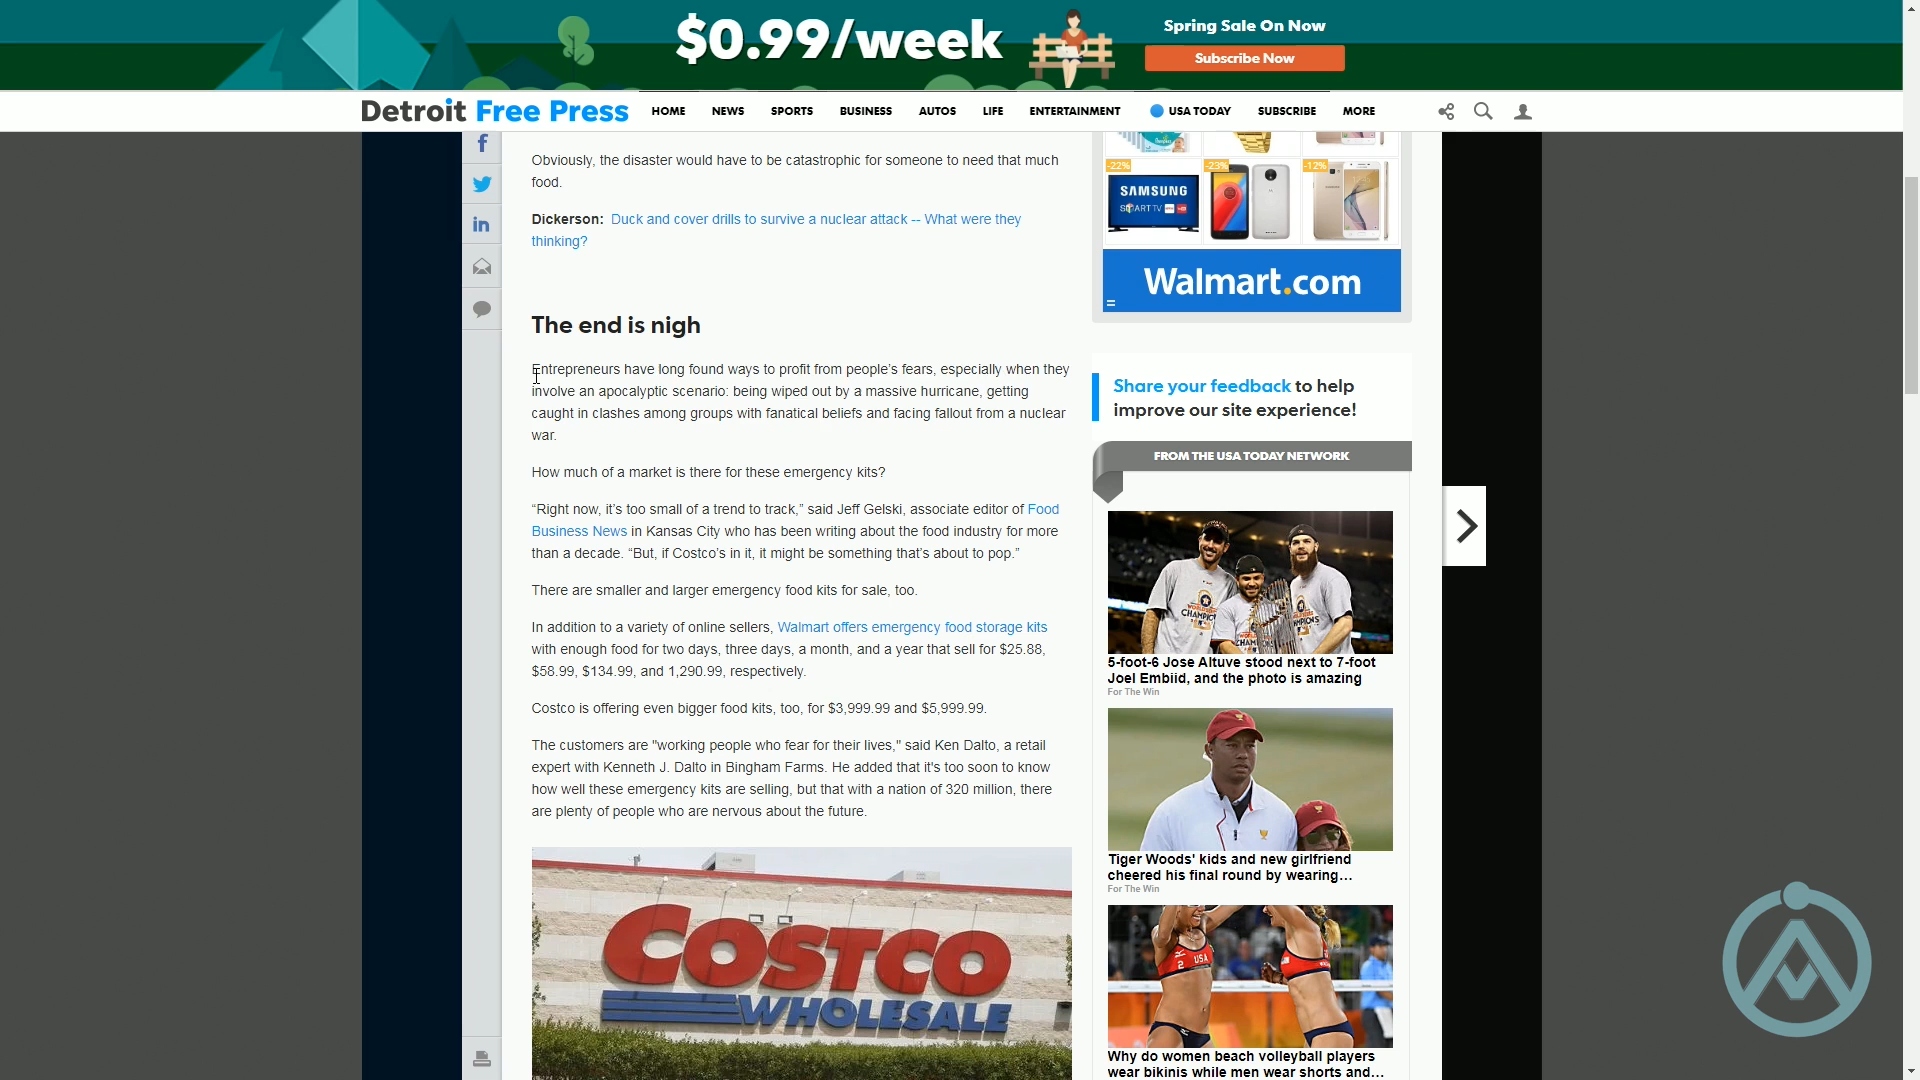 $0.99/week
Spring Sale On Now
Subscribe Now
Detroit Free Press
HOME NEWS SPORTS BUSINESS AUTOS LIFE ENTERTAINMENT USA TODAY SUBSCRIBE MORE
Obviously, the disaster would have to be catastrophic for someone to need that much
food.
Dickerson: Duck and cover drills to survive a nuclear attack -- What were they
thinking?
The end is nigh
Entrepreneurs have long found ways to profit from people’s fears, especially when they
involve an apocalyptic scenario: being wiped out by a massive hurricane, getting
caught in clashes among groups with fanatical beliefs and facing fallout from a nuclear
war.
How much of a market is there for these emergency kits?
“Right now, it’s too small of a trend to track,” said Jeff Gelski, associate editor of Food
Business News in Kansas City who has been writing about the food industry for more
than a decade. “But, if Costco’s in it, it might be something that’s about to pop.”
There are smaller and larger emergency food kits for sale, too.
In addition to a variety of online sellers, Walmart offers emergency food storage kits
with enough food for two days, three days, a month, and a year that sell for $25.88,
$58.99, $134.99, and 1,290.99, respectively.
Costco is offering even bigger food kits, too, for $3,999.99 and $5,999.99.
The customers are "working people who fear for their lives," said Ken Dalto, a retail
expert with Kenneth J. Dalto in Bingham Farms. He added that it's too soon to know
how well these emergency kits are selling, but that with a nation of 320 million, there
are plenty of people who are nervous about the future.
COSTCO
WHOLESALE
-22% -23% -12%
SAMSUNG
SMART TV
Walmart.com
Share your feedback to help
improve our site experience!
FROM THE USA TODAY NETWORK
5-foot-6 Jose Altuve stood next to 7-foot
Joel Embiid, and the photo is amazing
For The Win
Tiger Woods' kids and new girlfriend
cheered his final round by wearing...
For The Win
USA
2
Why do women beach volleyball players
wear bikinis while men wear shorts and...